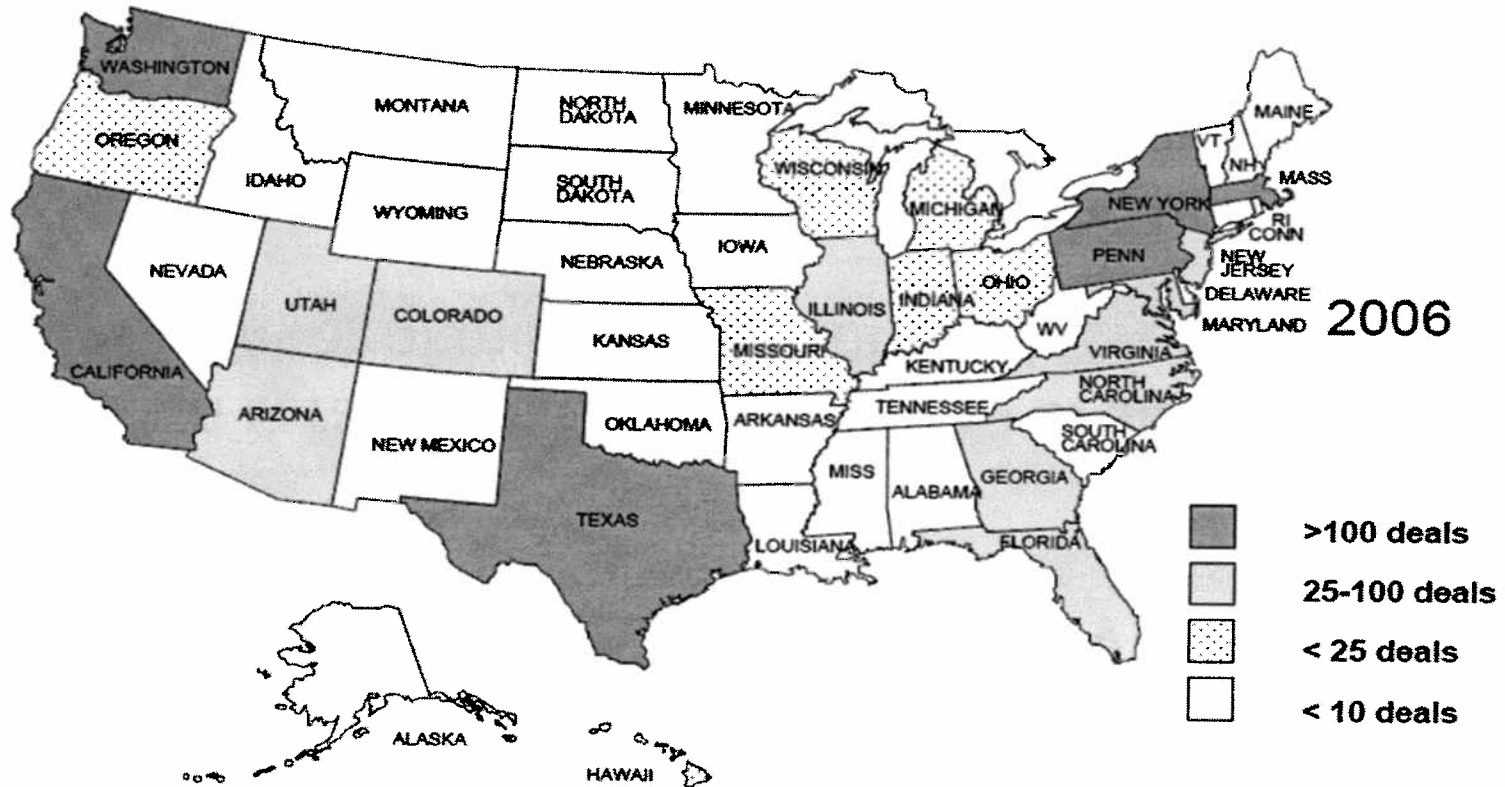 WASHINGTON
MONTANA
NORTH
DAKOTA
MINNESOTA
MAINE
OREGON
VT
IDAHO
WISCONSIN
NH
MASS
SOUTH
DAKOTA
MICHIGAN
NEW YORK
WYOMING
RI
CONN
IOWA
NEBRASKA
PENN
NEW
JERSEY
NEVADA
OHIO
UTAH
COLORADO
ILLINOIS
INDIANA
DELAWARE
MARYLAND
2006
WV
KANSAS
MISSOURI
VIRGINIA
CALIFORNIA
KENTUCKY
NORTH
CAROLINA
ARIZONA
TENNESSEE
ARKANSAS
OKLAHOMA
NEW MEXICO
SOUTH
CAROLINA
MISS
GEORGIA
ALABAMA
TEXAS
LOUISIANA
FLORIDA
>100 deals
25-100 deals
< 25 deals
< 10 deals
ALASKA
HAWAII